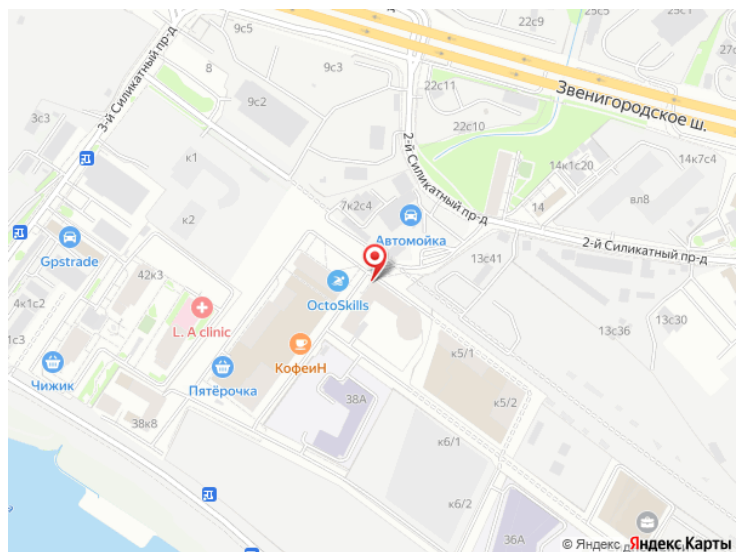 22с9
25с1
25с1
9с5
3-й Силикатный пр-д
8
9с3
22с11
Звенигородское ш.
9с2
3с3
22с10
2-й Силикатный пр-д
к1
14к1с20
14к7с4
7к2с4
вл8
14
к2
Автомойка
2-й Силикатный пр-д
Gpstrade
13с41
42к3
4к1с2
OctoSkills
L. A clinic
13с30
13с36
1с3
к5/1
КофеиН
Чижик
Пятёрочка
38А
к5/2
38к8
к6/1
к6/2
36А
© Яндекс
Яндекс Карты